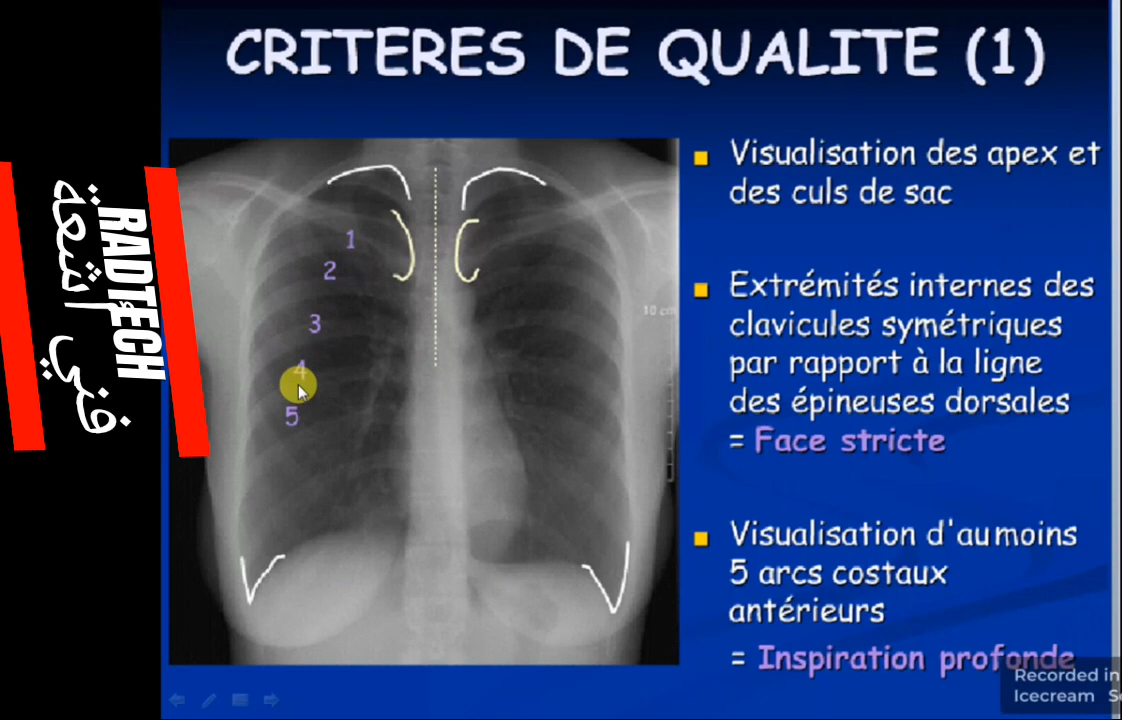 CRITERES DE QUALITE (1)
RADTECH
فني اشعة
1
2
3
4
5
10 cm
Visualisation des apex et
des culs de sac
Extrémités internes des
clavicules symétriques
par rapport à la ligne
des épineuses dorsales
= Face stricte
Visualisation d'au moins
5 arcs costaux
antérieurs
= Inspiration profonde
Recorded in
Icecream